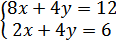 8x + 4y = 12
2x + 4y = 6